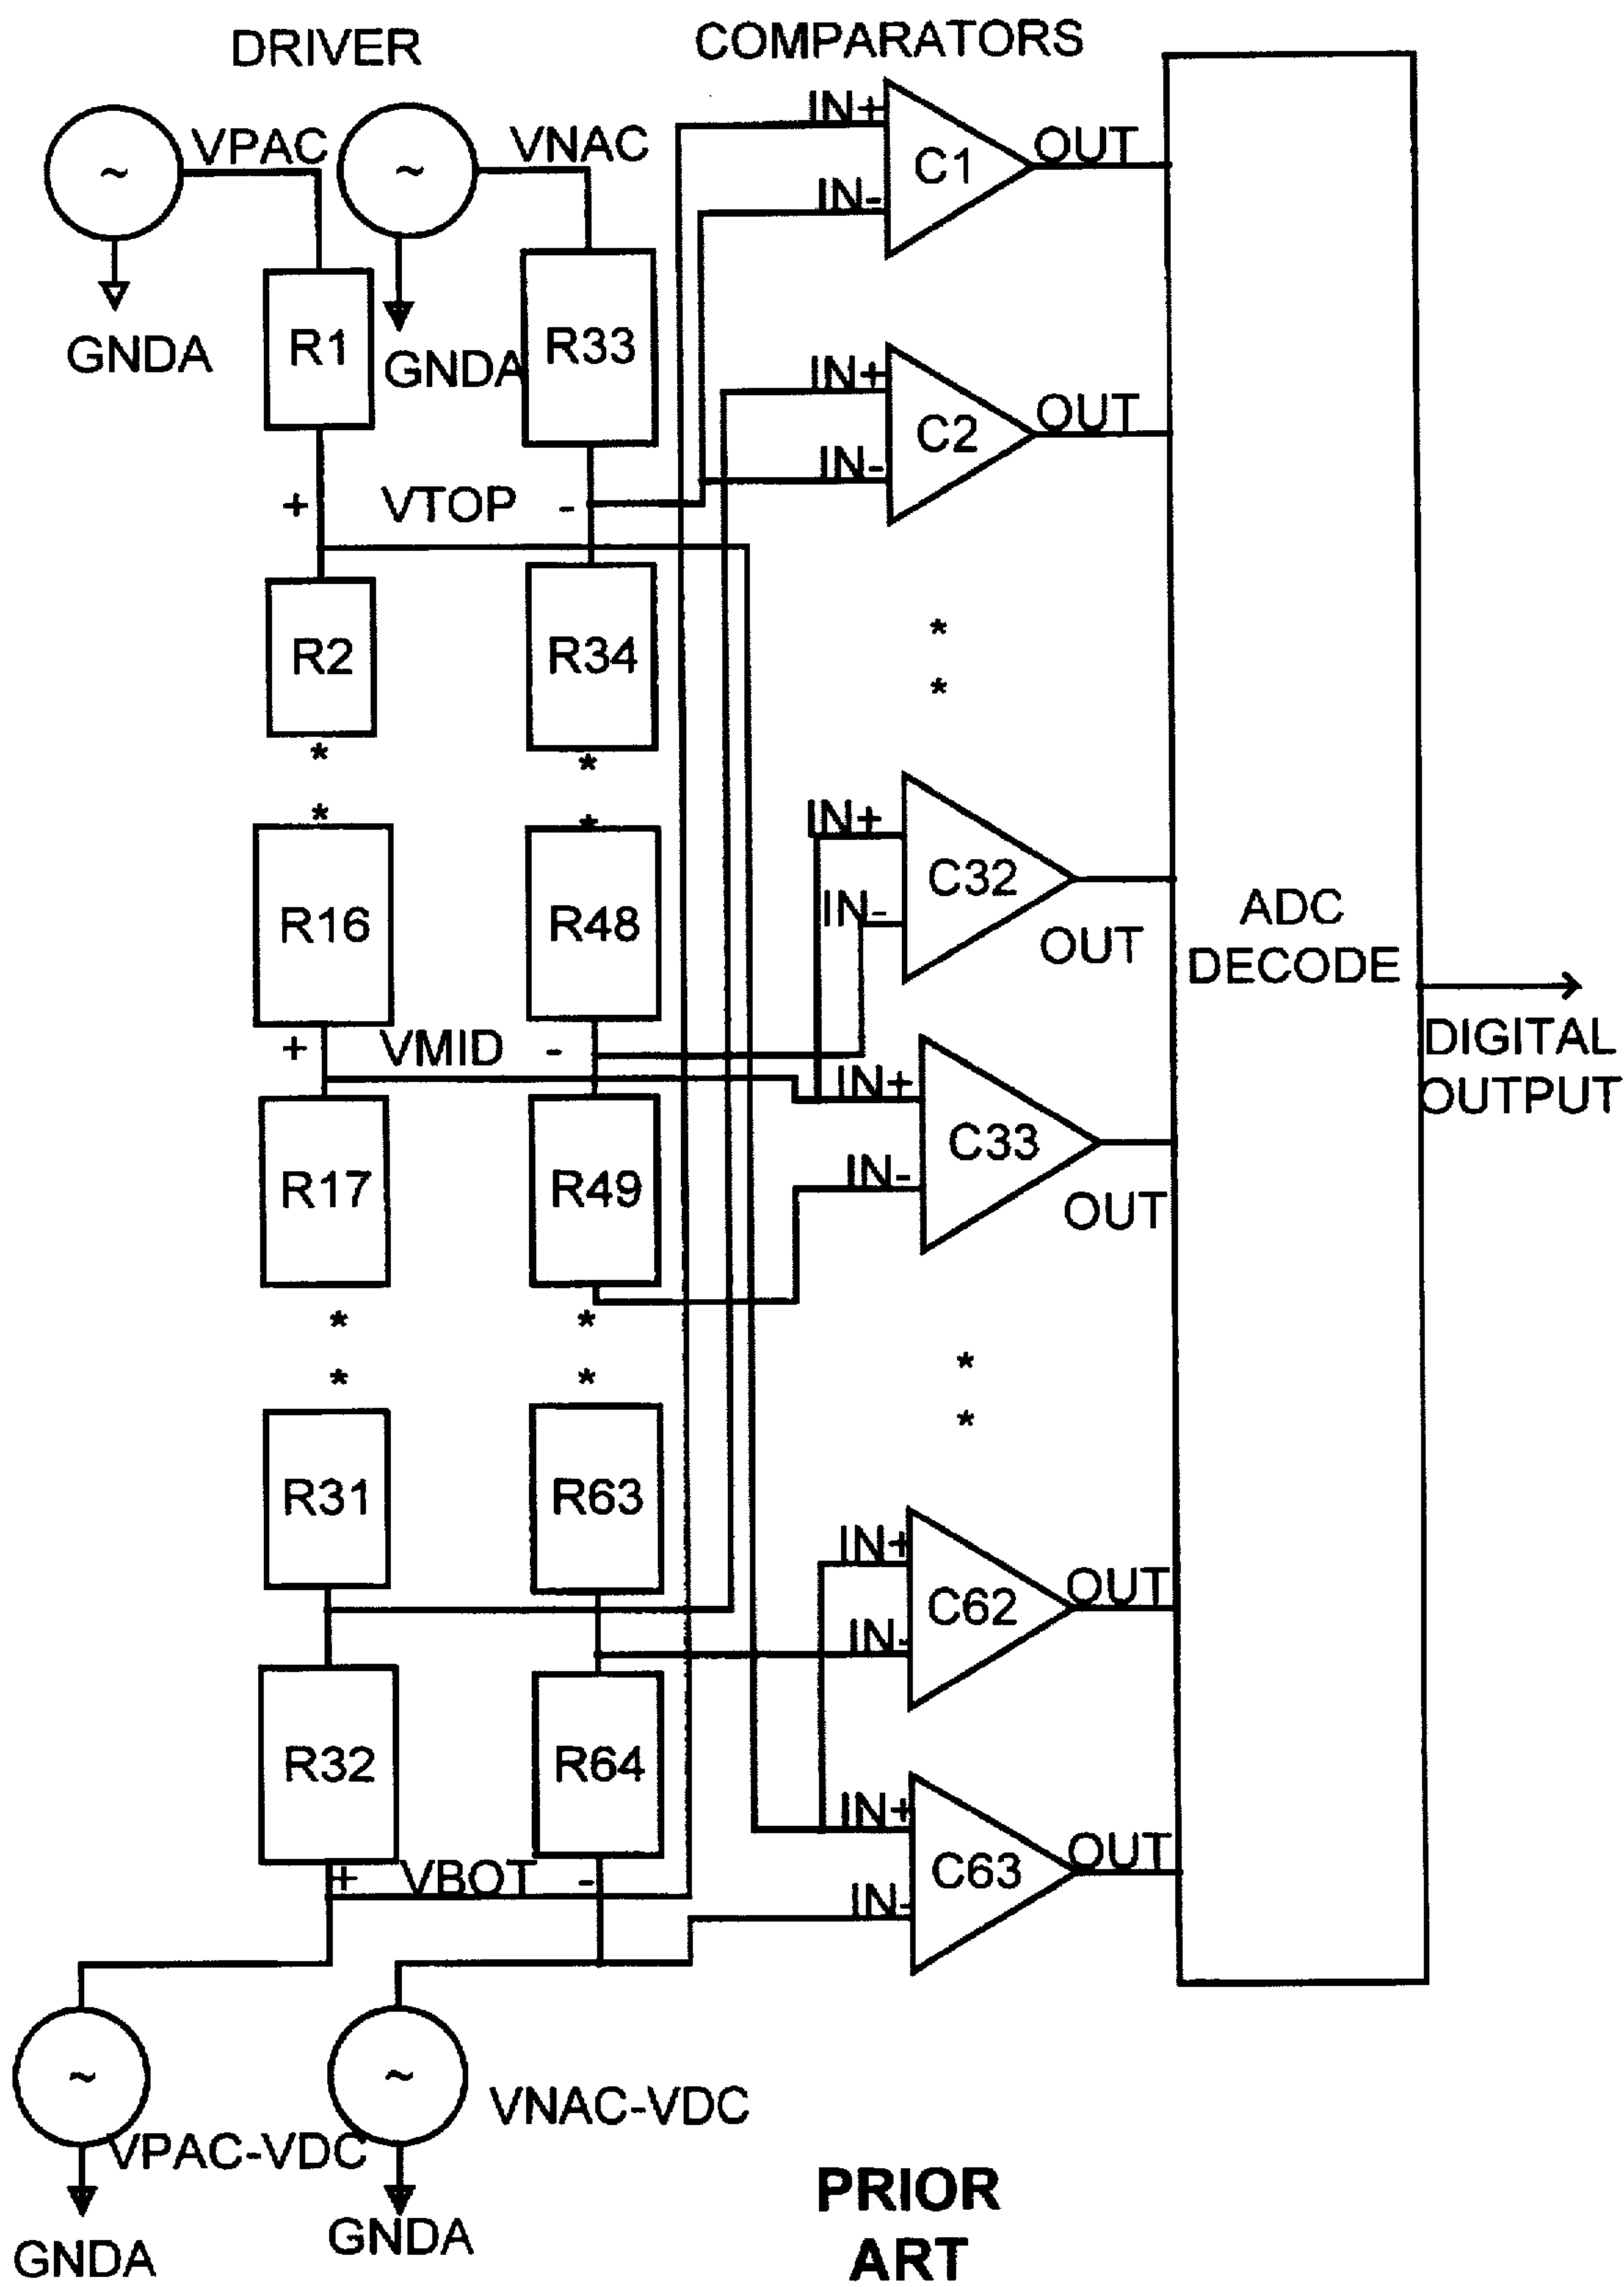 DRIVER
COMPARATORS
VPAC
VNAC
~
~
GNDA
GNDA
R1
R33
IN+
IN-
C1
OUT
IN+
IN-
C2
OUT
+ VTOP -
R2
R34
*
*
*
*
*
*
R16
R48
IN+
IN-
C32
OUT
ADC
DECODE
DIGITAL
OUTPUT
+ VMID -
IN+
IN-
C33
OUT
R17
R49
*
*
*
*
*
*
R31
R63
IN+
IN-
C62
OUT
R32
R64
IN+
IN-
C63
OUT
+ VBOT -
~
~
VPAC-VDC
VNAC-VDC
GNDA
GNDA
PRIOR
ART